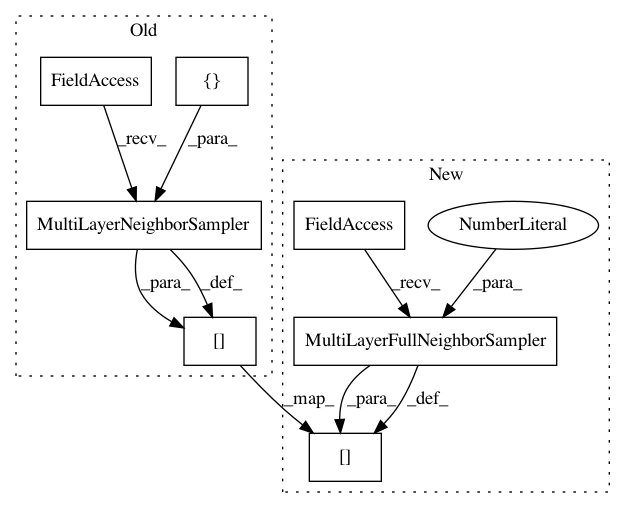 Old
FieldAccess
{}
_recv_
_para_
New
MultiLayerNeighborSampler
FieldAccess
NumberLiteral
_para_
_def_
_recv_
_para_
[]
MultiLayerFullNeighborSampler
_map_
_para_
_def_
[]